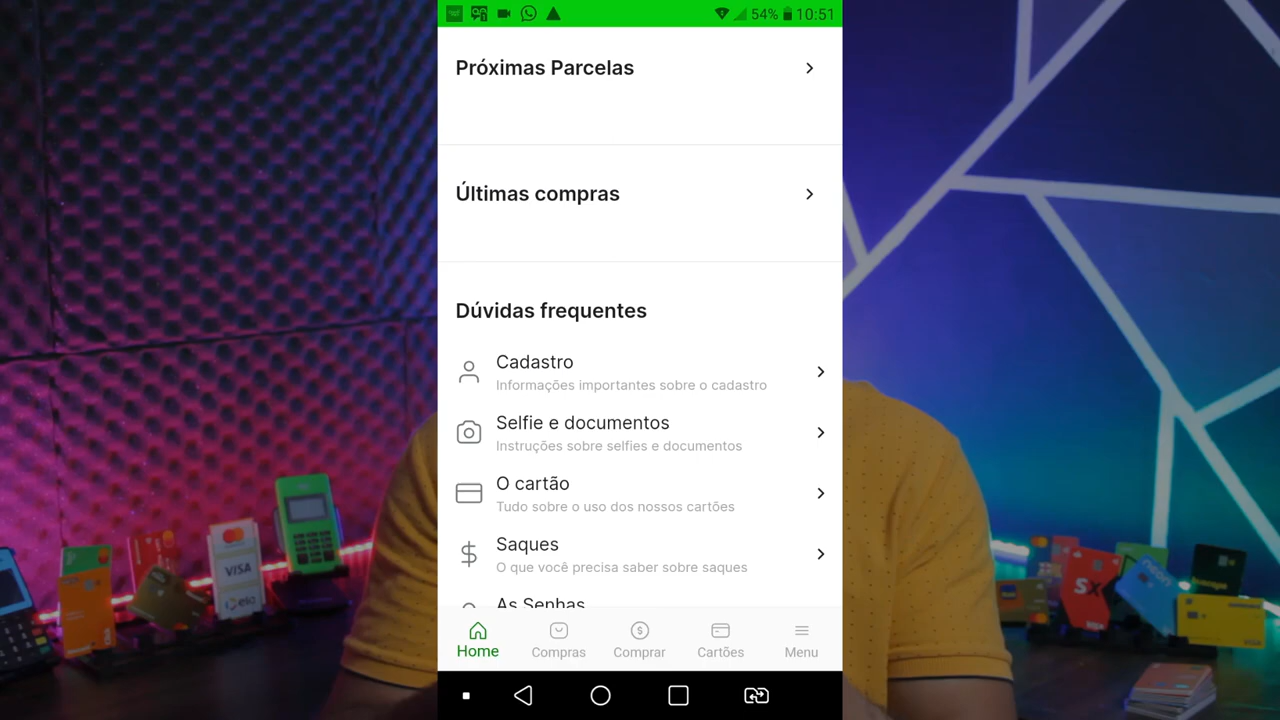 54% 10:51
Próximas Parcelas
Últimas compras
Dúvidas frequentes
Cadastro
Informações importantes sobre o cadastro
Selfie e documentos
Instruções sobre selfies e documentos
O cartão
Tudo sobre o uso dos nossos cartões
Saques
O que você precisa saber sobre saques
As Senhas
Home
Compras
Comprar
Cartões
Menu
VISA
elo
SX
neon